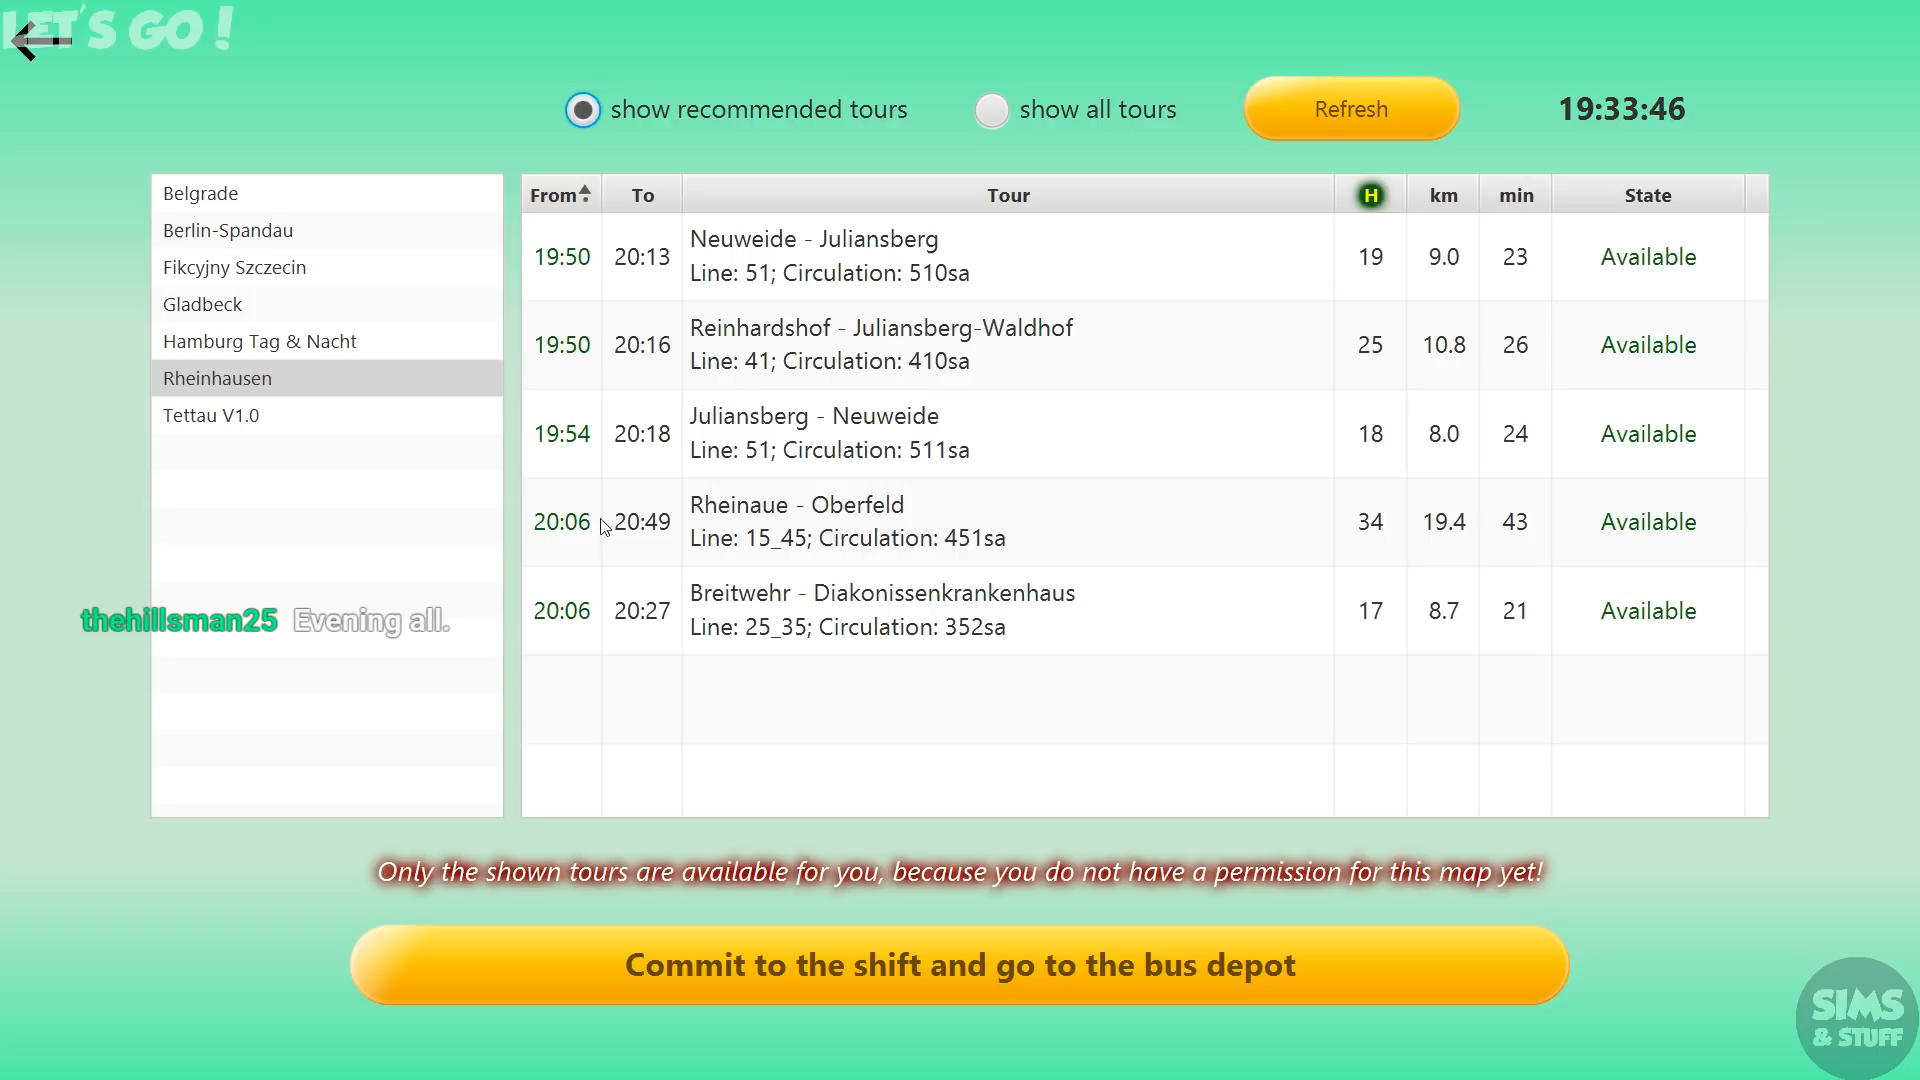 LET'S GO!
show recommended tours
show all tours
Refresh
19:33:46
Belgrade
Berlin-Spandau
Fikcyjny Szczecin
Gladbeck
Hamburg Tag & Nacht
Rheinhausen
Tettau V1.0
thehillsman25 Evening all.
From To Tour H km min State
19:50 20:13 Neuweide - Juliansberg 19 9.0 23 Available
Line: 51; Circulation: 510sa
19:50 20:16 Reinhardshof - Juliansberg-Waldhof 25 10.8 26 Available
Line: 41; Circulation: 410sa
19:54 20:18 Juliansberg - Neuweide 18 8.0 24 Available
Line: 51; Circulation: 511sa
20:06 20:49 Rheinaue - Oberfeld 34 19.4 43 Available
Line: 15_45; Circulation: 451sa
20:06 20:27 Breitwehr - Diakonissenkrankenhaus 17 8.7 21 Available
Line: 25_35; Circulation: 352sa
Only the shown tours are available for you, because you do not have a permission for this map yet!
Commit to the shift and go to the bus depot
SIMS
& STUFF